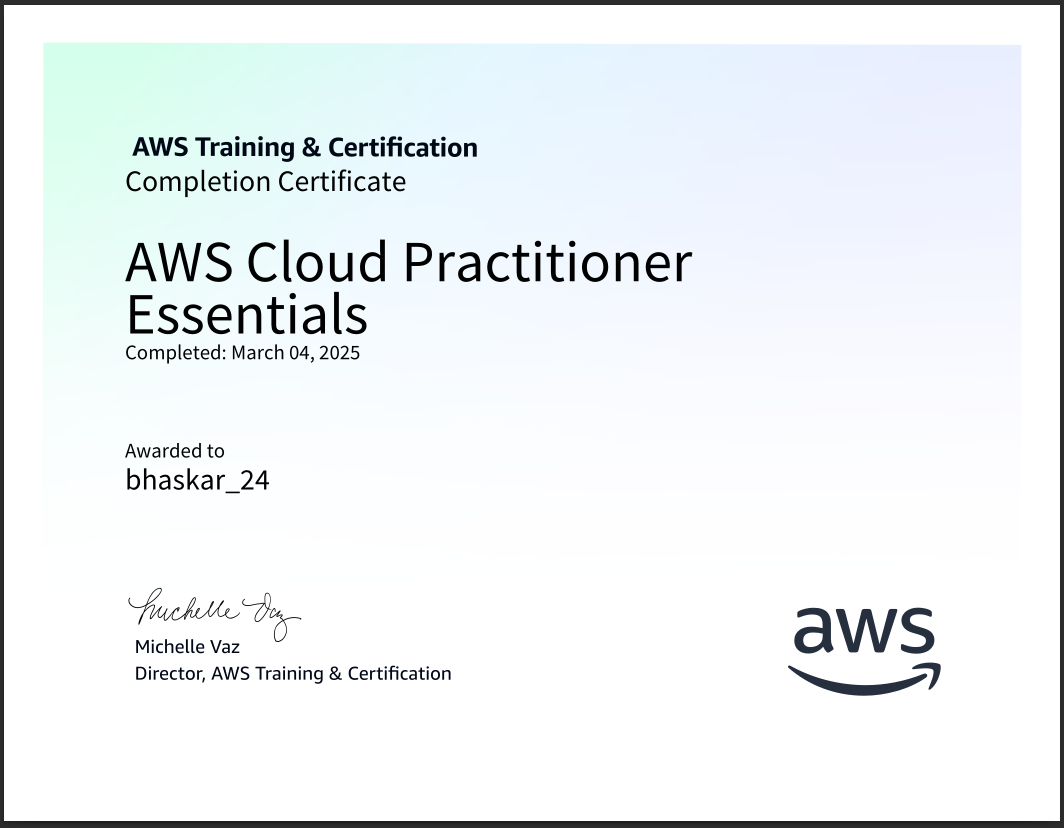 AWS Training & Certification
Completion Certificate
AWS Cloud Practitioner
Essentials
Completed: March 04, 2025
Awarded to
bhaskar_24
Michelle Vaz
Michelle Vaz
Director, AWS Training & Certification
aws